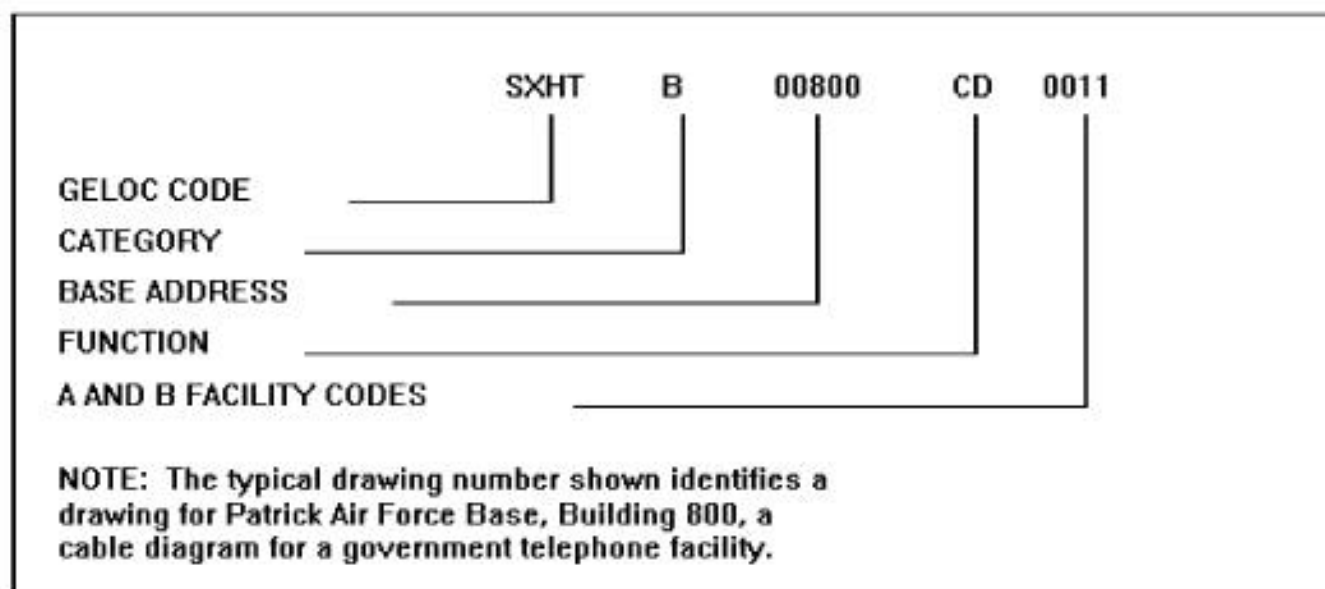 SXHT B 00800 CD 0011
GELOC CODE
CATEGORY
BASE ADDRESS
FUNCTION
A AND B FACILITY CODES
NOTE: The typical drawing number shown identifies a
drawing for Patrick Air Force Base, Building 800, a
cable diagram for a government telephone facility.